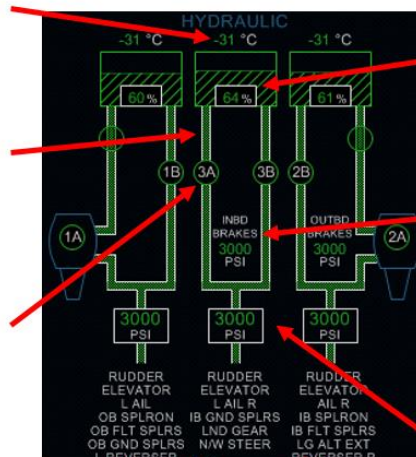 HYDRAULIC
-31 °C -31 °C -31 °C
60 % 64 % 61 %
1B 3A 3B 2B
1A 2A
INBD BRAKES 3000 PSI
OUTBD BRAKES 3000 PSI
3000 PSI 3000 PSI 3000 PSI
RUDDER RUDDER RUDDER
ELEVATOR ELEVATOR ELEVATOR
L AIL L AIL R AIL R
OB SPLRON IB GND SPLRS IB SPLRON
OB FLT SPLRS LND GEAR IB FLT SPLRS
OB GND SPLRS N/W STEER LG ALT EXT
L REVERSER REVERSER R